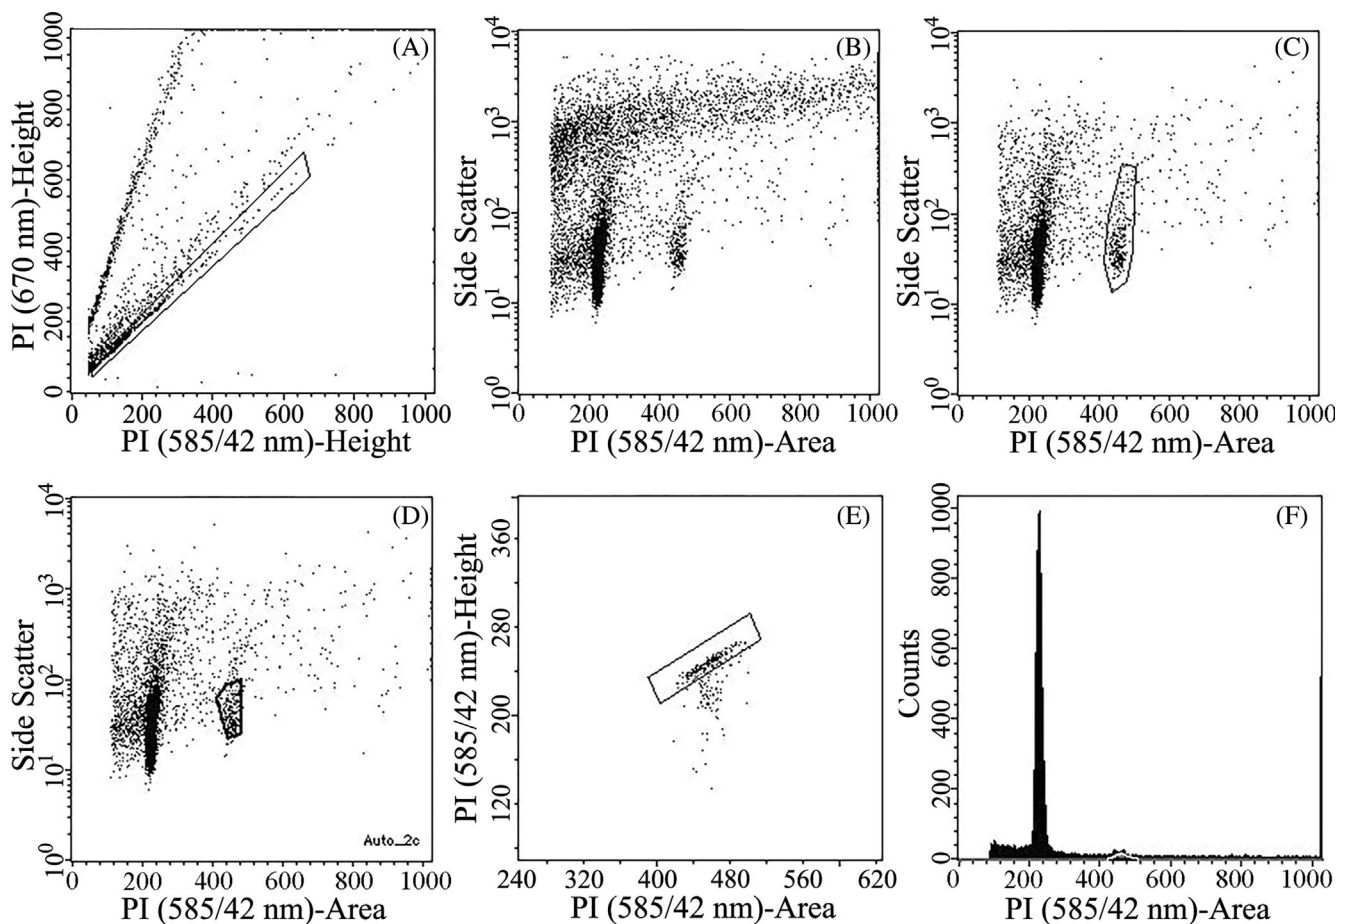 (A)
PI (670 nm)-Height
1000
800
600
400
200
0
0 200 400 600 800 1000
PI (585/42 nm)-Height
(B)
Side Scatter
10^4
10^3
10^2
10^1
10^0
0 200 400 600 800 1000
PI (585/42 nm)-Area
(C)
Side Scatter
10^4
10^3
10^2
10^1
10^0
0 200 400 600 800 1000
PI (585/42 nm)-Area
(D)
Side Scatter
10^4
10^3
10^2
10^1
10^0
Auto_2c
0 200 400 600 800 1000
PI (585/42 nm)-Area
(E)
PI (585/42 nm)-Height
360
280
200
120
240 320 400 480 560 620
PI (585/42 nm)-Area
(F)
Counts
1000
800
600
400
200
0
0 200 400 600 800 1000
PI (585/42 nm)-Area